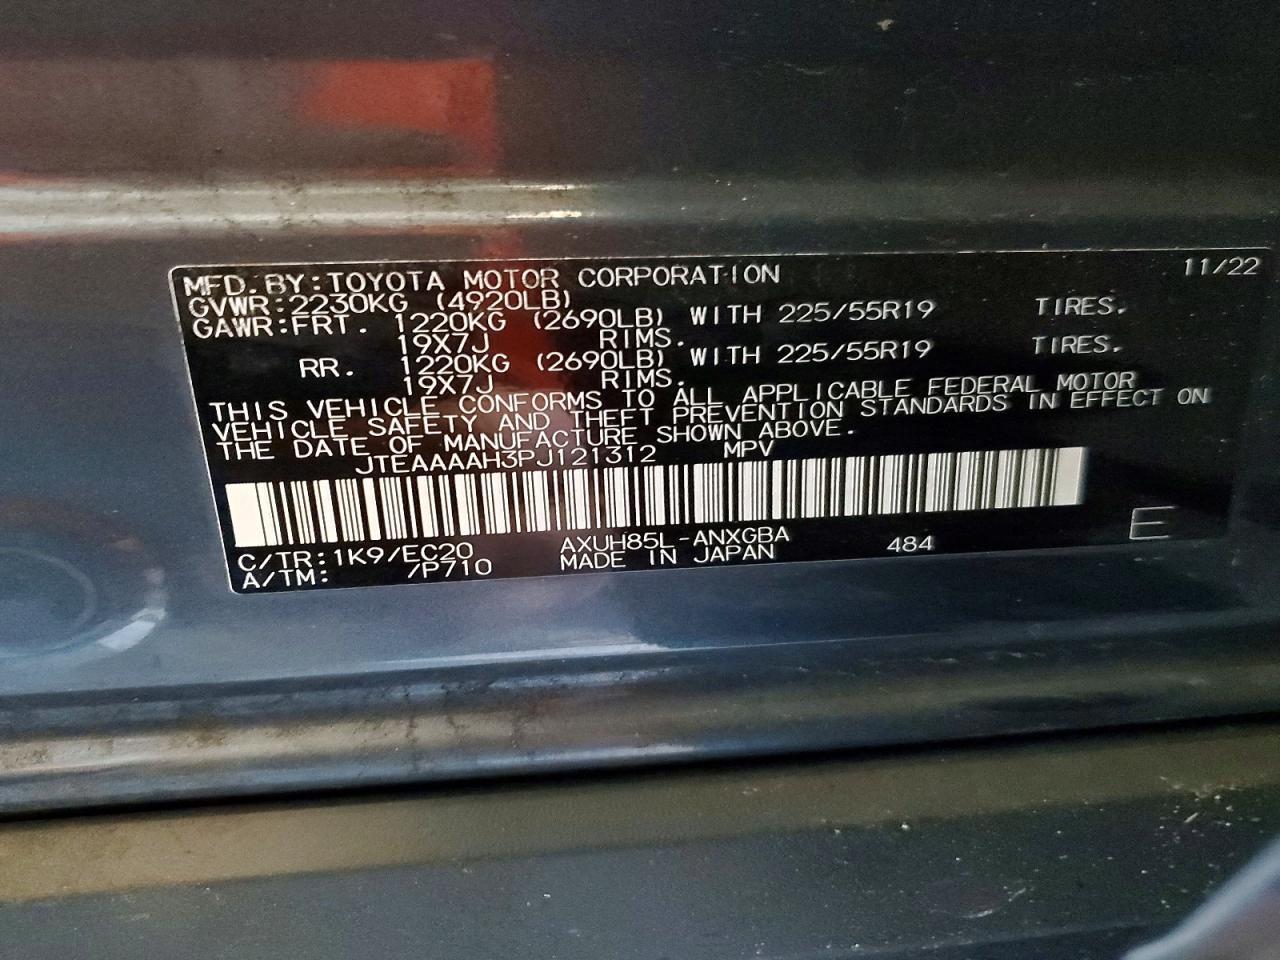 MFD. BY: TOYOTA MOTOR CORPORATION 11/22
GVWR: 2230KG (4920LB)
GAWR: FRT. 1220KG (2690LB) WITH 225/55R19 TIRES.
19X7J RIMS.
RR. 1220KG (2690LB) WITH 225/55R19 TIRES.
19X7J RIMS.
THIS VEHICLE CONFORMS TO ALL APPLICABLE FEDERAL MOTOR
VEHICLE SAFETY AND THEFT PREVENTION STANDARDS IN EFFECT ON
THE DATE OF MANUFACTURE SHOWN ABOVE.
JTEAAAAH3PJ121312 MPV
C/TR: 1K9/EC20 AXUH85L-ANXGBA 484 E
A/TM: /P710 MADE IN JAPAN